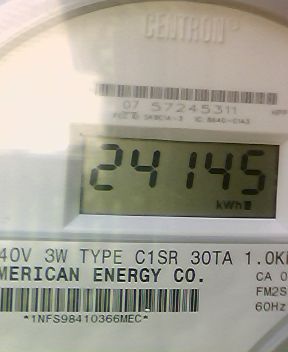 CENTRON
07 57245311
24145
kWh
40V 3W TYPE C1SR 30TA 1.0K
MERICAN ENERGY CO.
CA 0
FM2S
60Hz
*1NFS98410366MEC*